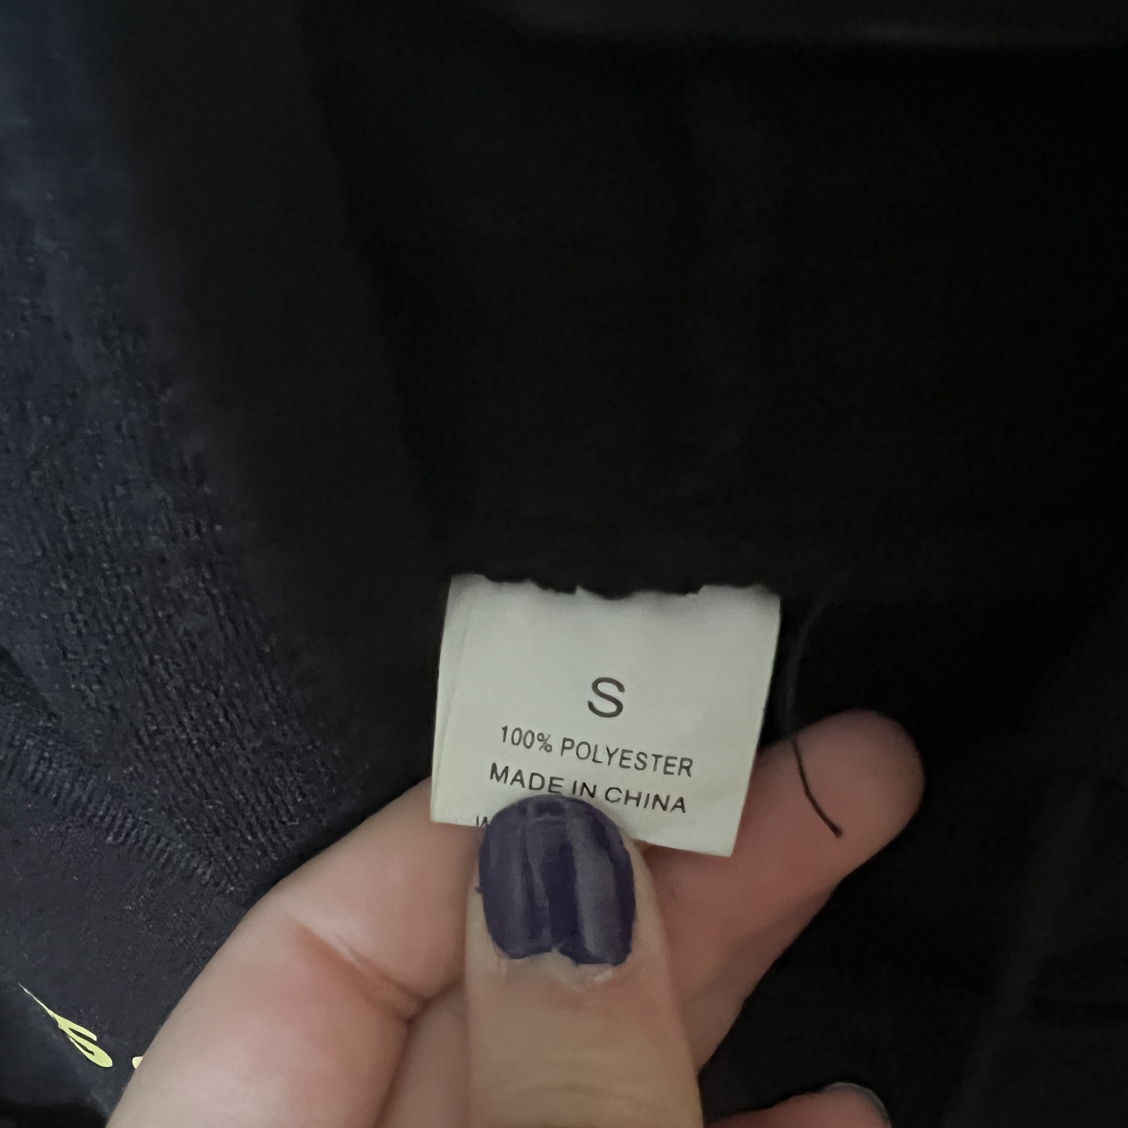 S
100% POLYESTER
MADE IN CHINA